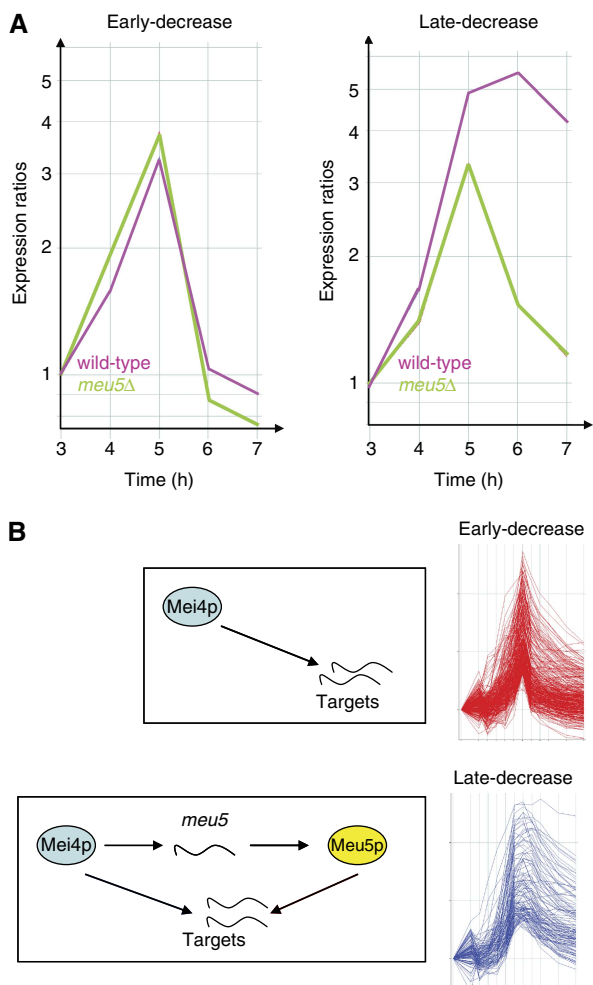 A
Early-decrease
Late-decrease
Expression ratios
5
4
3
2
1
wild-type
meu5Δ
3 4 5 6 7
Time (h)
Expression ratios
5
4
3
2
1
wild-type
meu5Δ
3 4 5 6 7
Time (h)
B
Early-decrease
Mei4p
Targets
Late-decrease
meu5
Mei4p
Meu5p
Targets